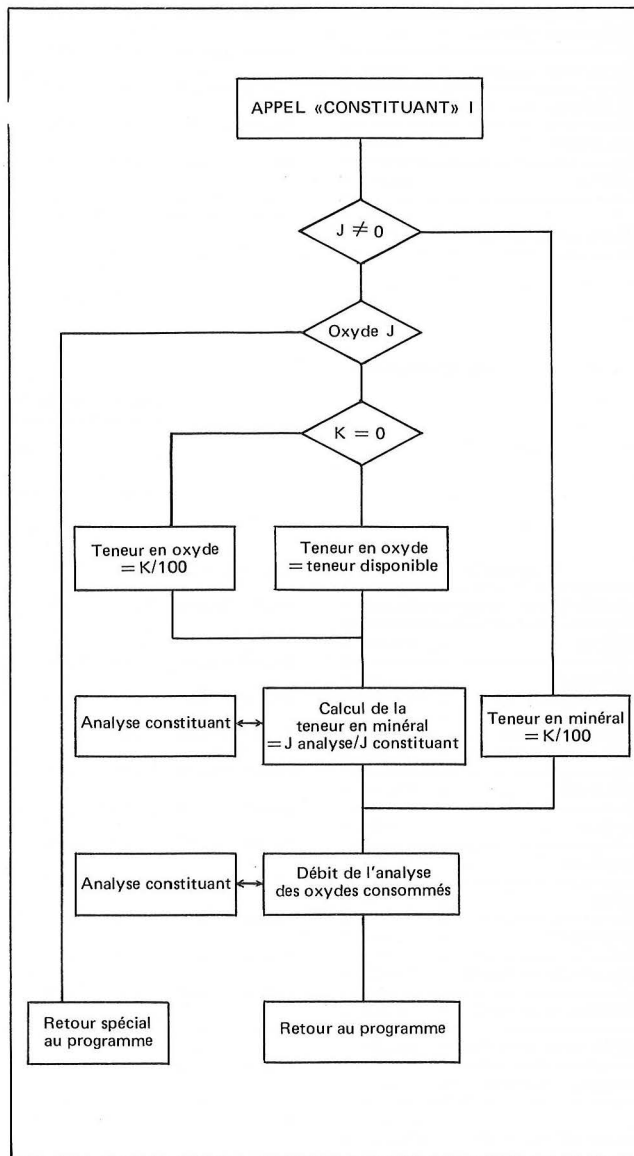 APPEL «CONSTITUANT» I
J ≠ 0
Oxyde J
K = 0
Teneur en oxyde
= K/100
Teneur en oxyde
= teneur disponible
Analyse constituant
Calcul de la
teneur en minéral
= J analyse/J constituant
Teneur en minéral
= K/100
Analyse constituant
Débit de l'analyse
des oxydes consommés
Retour spécial
au programme
Retour au programme